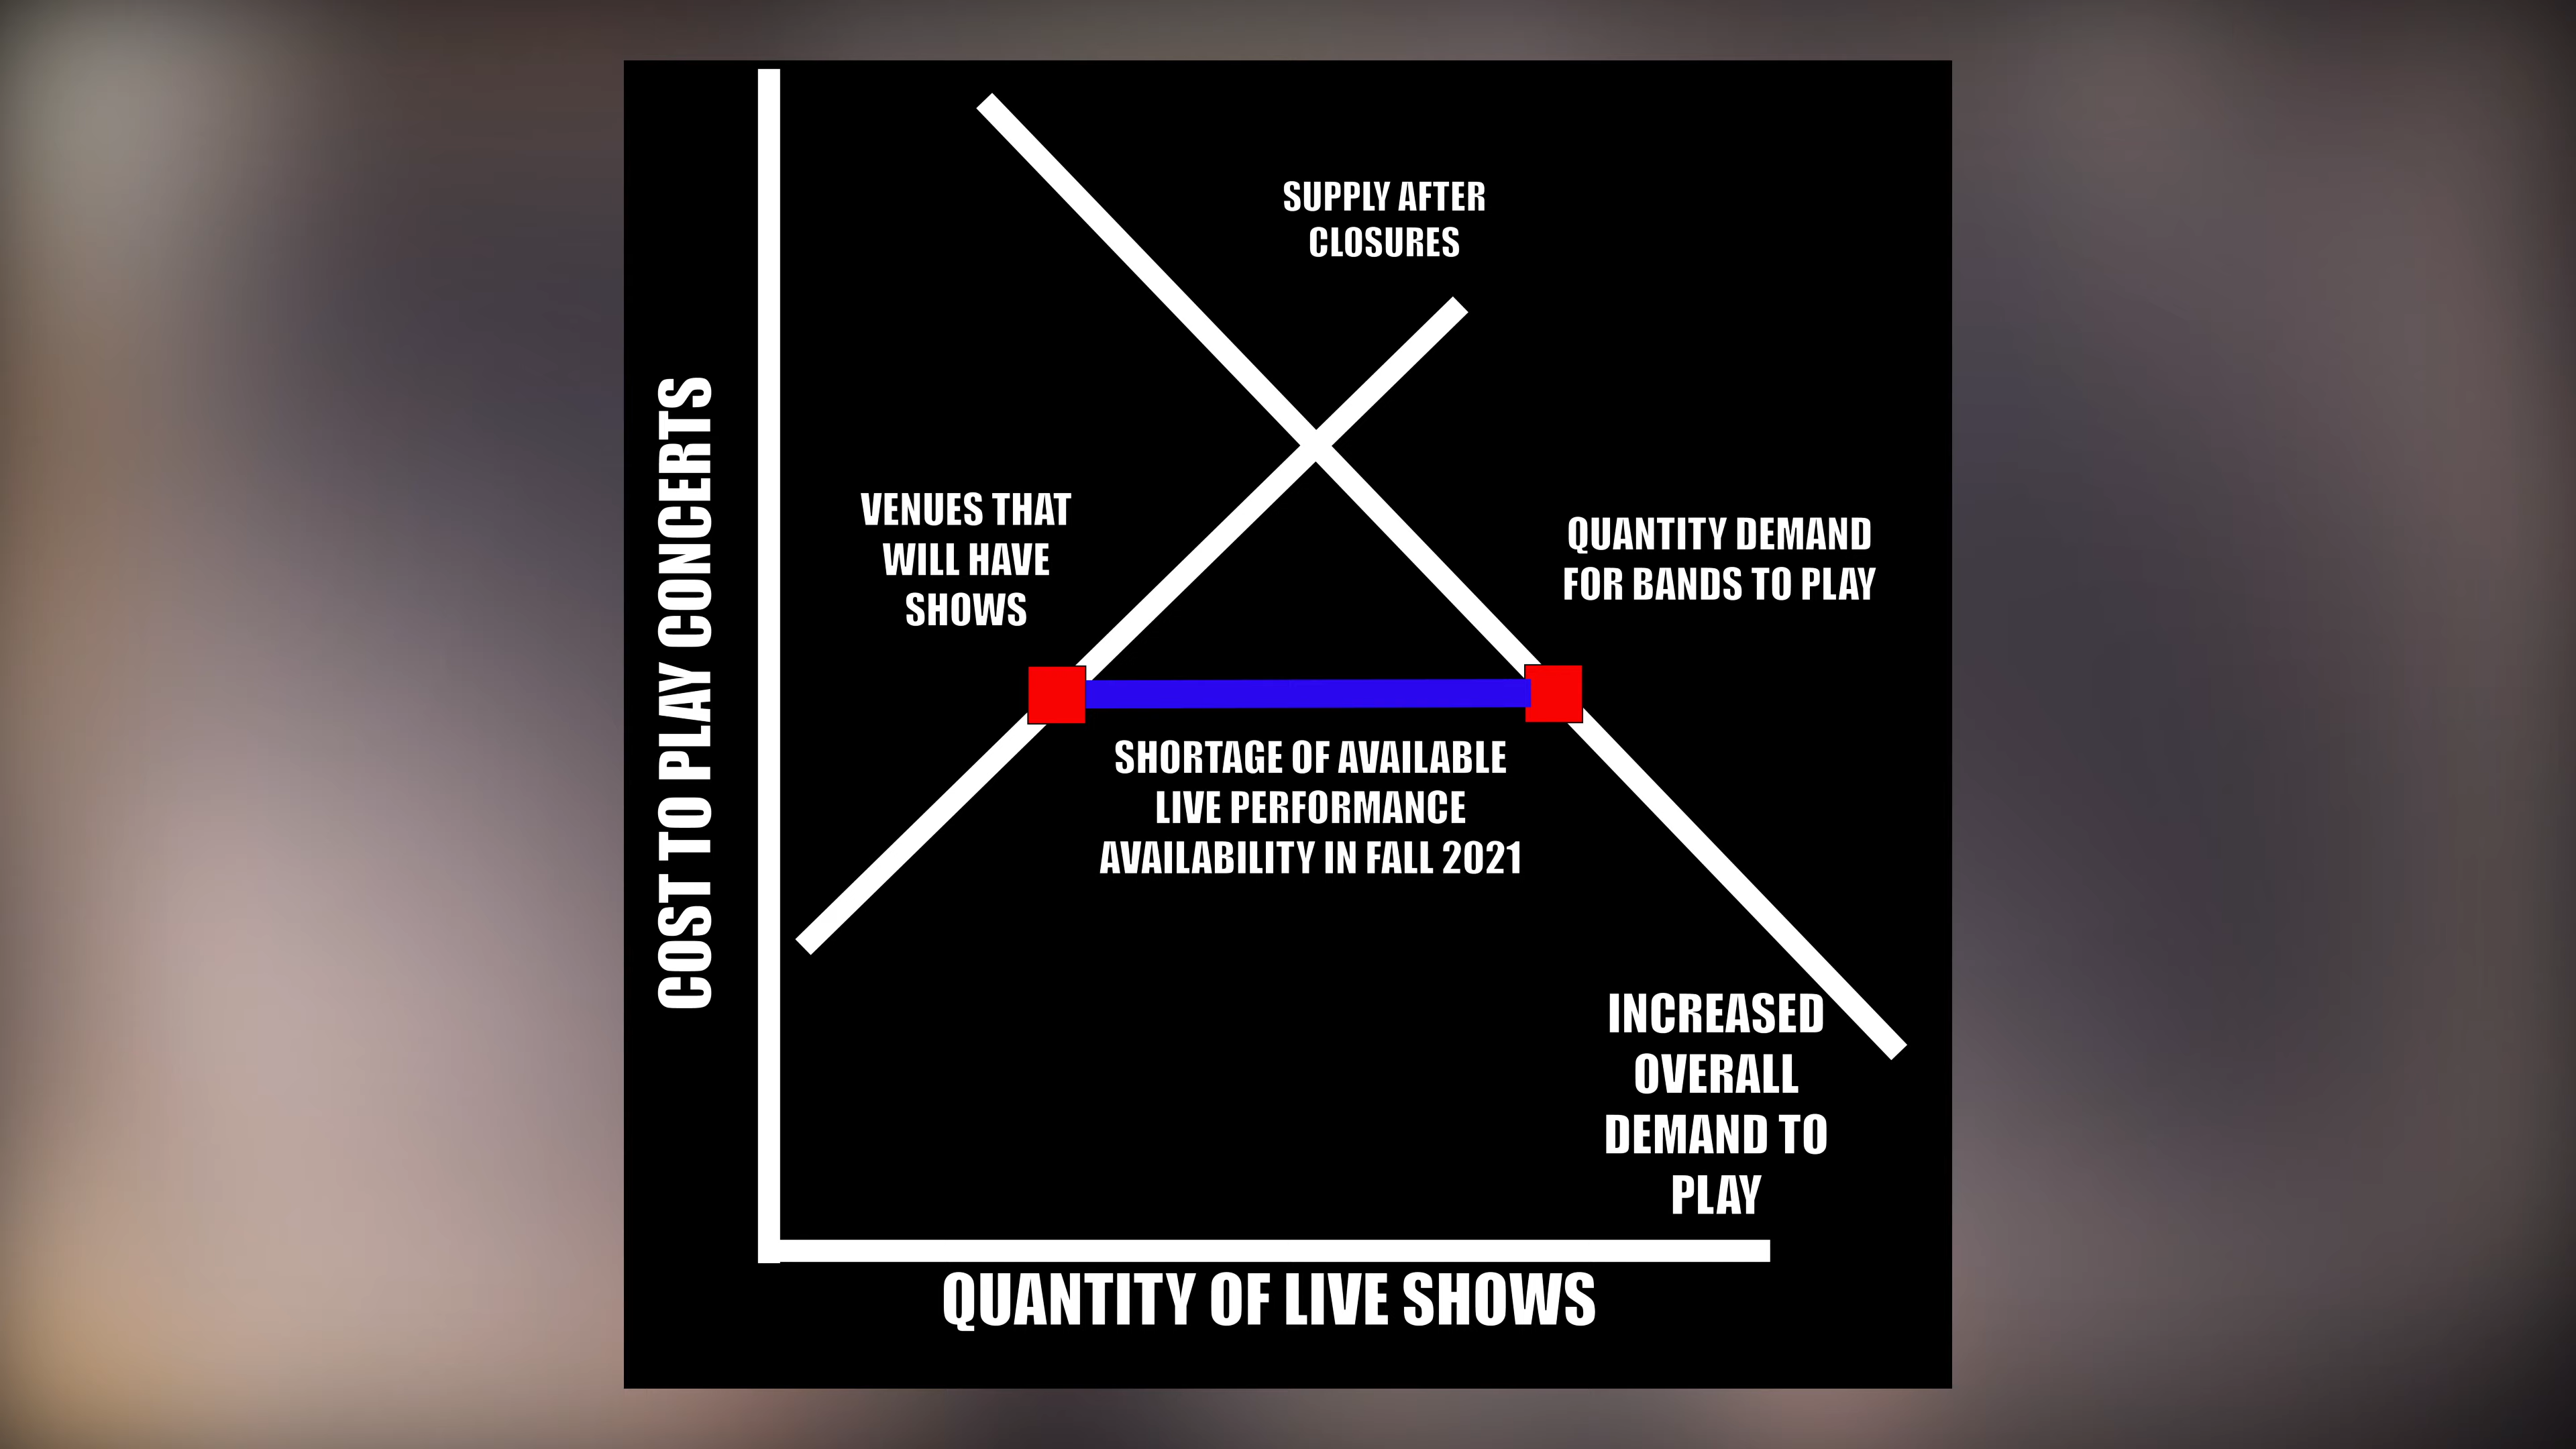 SUPPLY AFTER
CLOSURES
VENUES THAT
WILL HAVE
SHOWS
QUANTITY DEMAND
FOR BANDS TO PLAY
COST TO PLAY CONCERTS
SHORTAGE OF AVAILABLE
LIVE PERFORMANCE
AVAILABILITY IN FALL 2021
INCREASED
OVERALL
DEMAND TO
PLAY
QUANTITY OF LIVE SHOWS